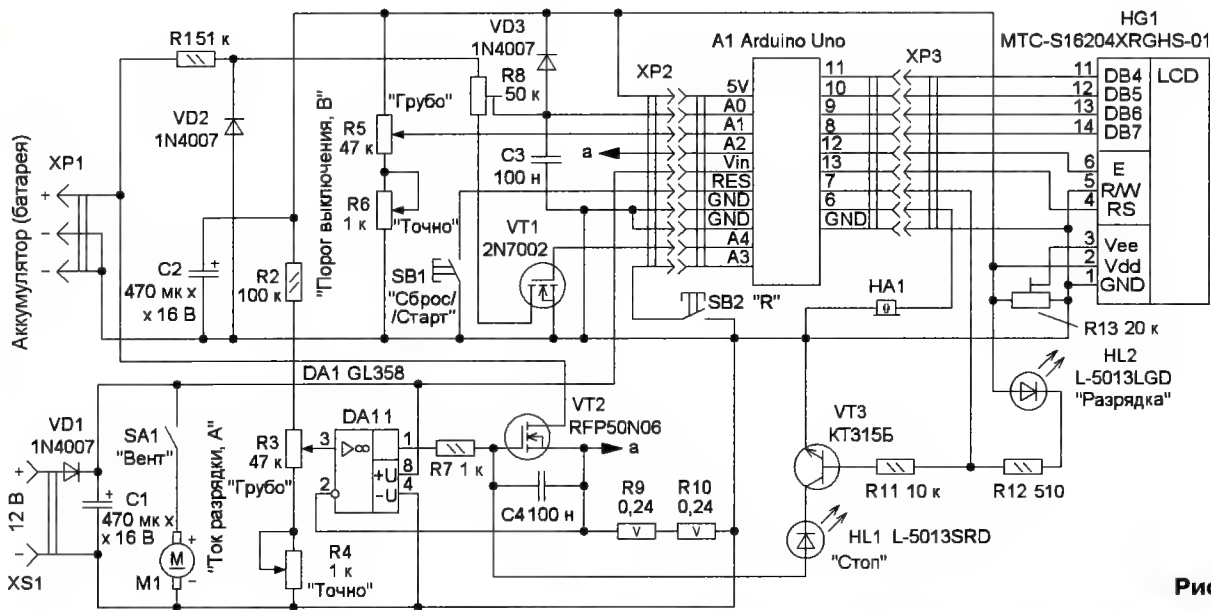 HG1
MTC-S16204XRGHS-01
VD3
1N4007
A1 Arduino Uno
R151 к
R8
50 к
XP2
XP3
"Грубо"
VD2
1N4007
R5
47 к
XP1
+
-
-
Аккумулятор (батарея)
C3
100 н
a
5V
A0
A1
A2
Vin
RES
GND
GND
A4
A3
11
10
9
8
12
13
7
6
GND
11
12
13
14
6
5
4
3
2
1
DB4
DB5
DB6
DB7
E
R/W
RS
Vee
Vdd
GND
LCD
"Порог выключения, В"
R6
1 к
"Точно"
VT1
2N7002
C2
470 мк x
x 16 В
+
R2
100 к
SB1
"Сброс/
/Старт"
SB2 "R"
HA1
θ
R13 20 к
DA1 GL358
HL2
L-5013LGD
"Разрядка"
VD1
1N4007
SA1
"Вент"
DA11
VT2
RFP50N06
VT3
КТ315Б
+
12 В
-
XS1
R3
47 к
"Грубо"
3
2
▷∞
+U
-U
1
8
4
R7 1 к
a
C1
470 мк x
x 16 В
+
"Ток разрядки, А"
C4 100 н
R9
0,24
V
R10
0,24
V
R11 10 к
R12 510
M
+
-
M1
R4
1 к
"Точно"
HL1 L-5013SRD
"Стоп"
Рис